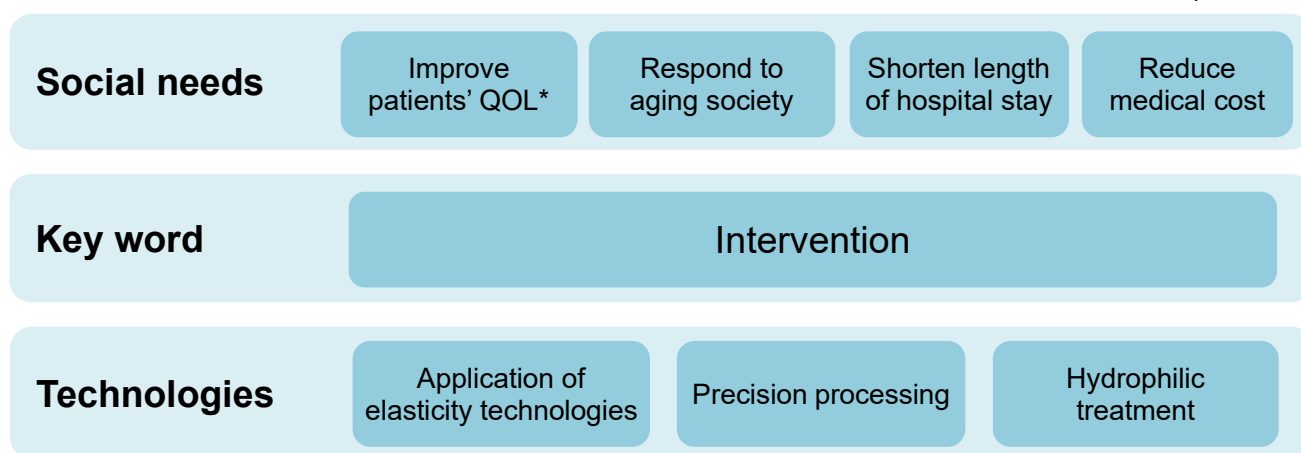 Social needs
Improve
patients' QOL*
Respond to
aging society
Shorten length
of hospital stay
Reduce
medical cost
Key word
Intervention
Technologies
Application of
elasticity technologies
Precision processing
Hydrophilic
treatment